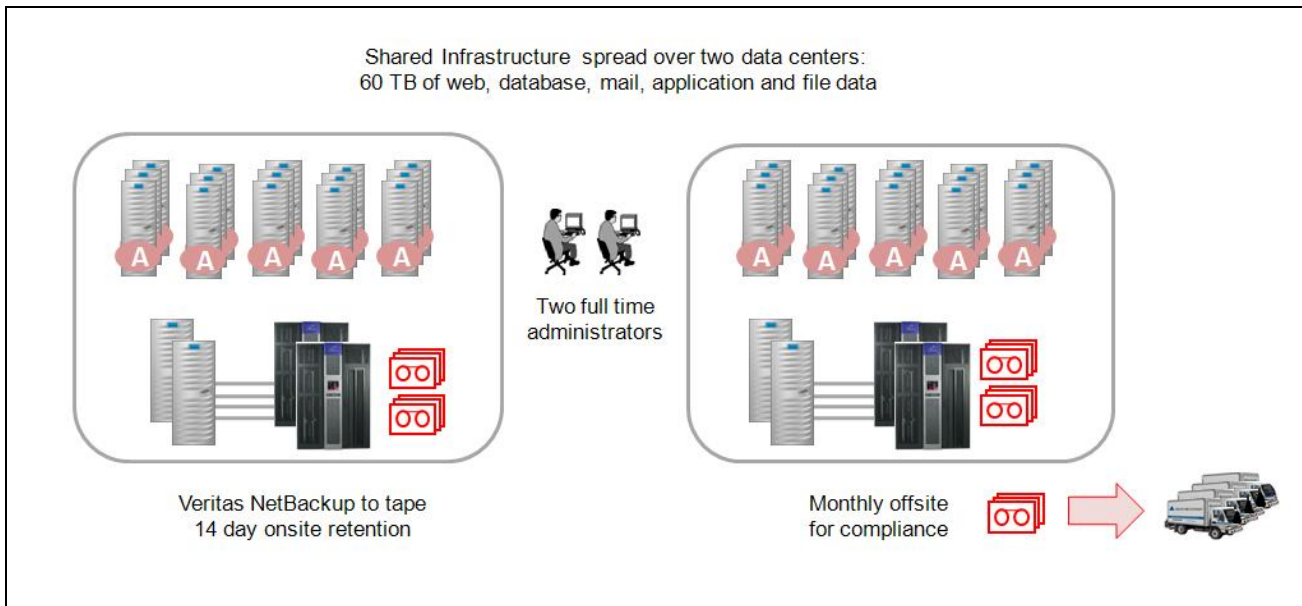 Shared Infrastructure spread over two data centers:
60 TB of web, database, mail, application and file data
A A A A A
A A A A A
Two full time
administrators
Veritas NetBackup to tape
14 day onsite retention
Monthly offsite
for compliance